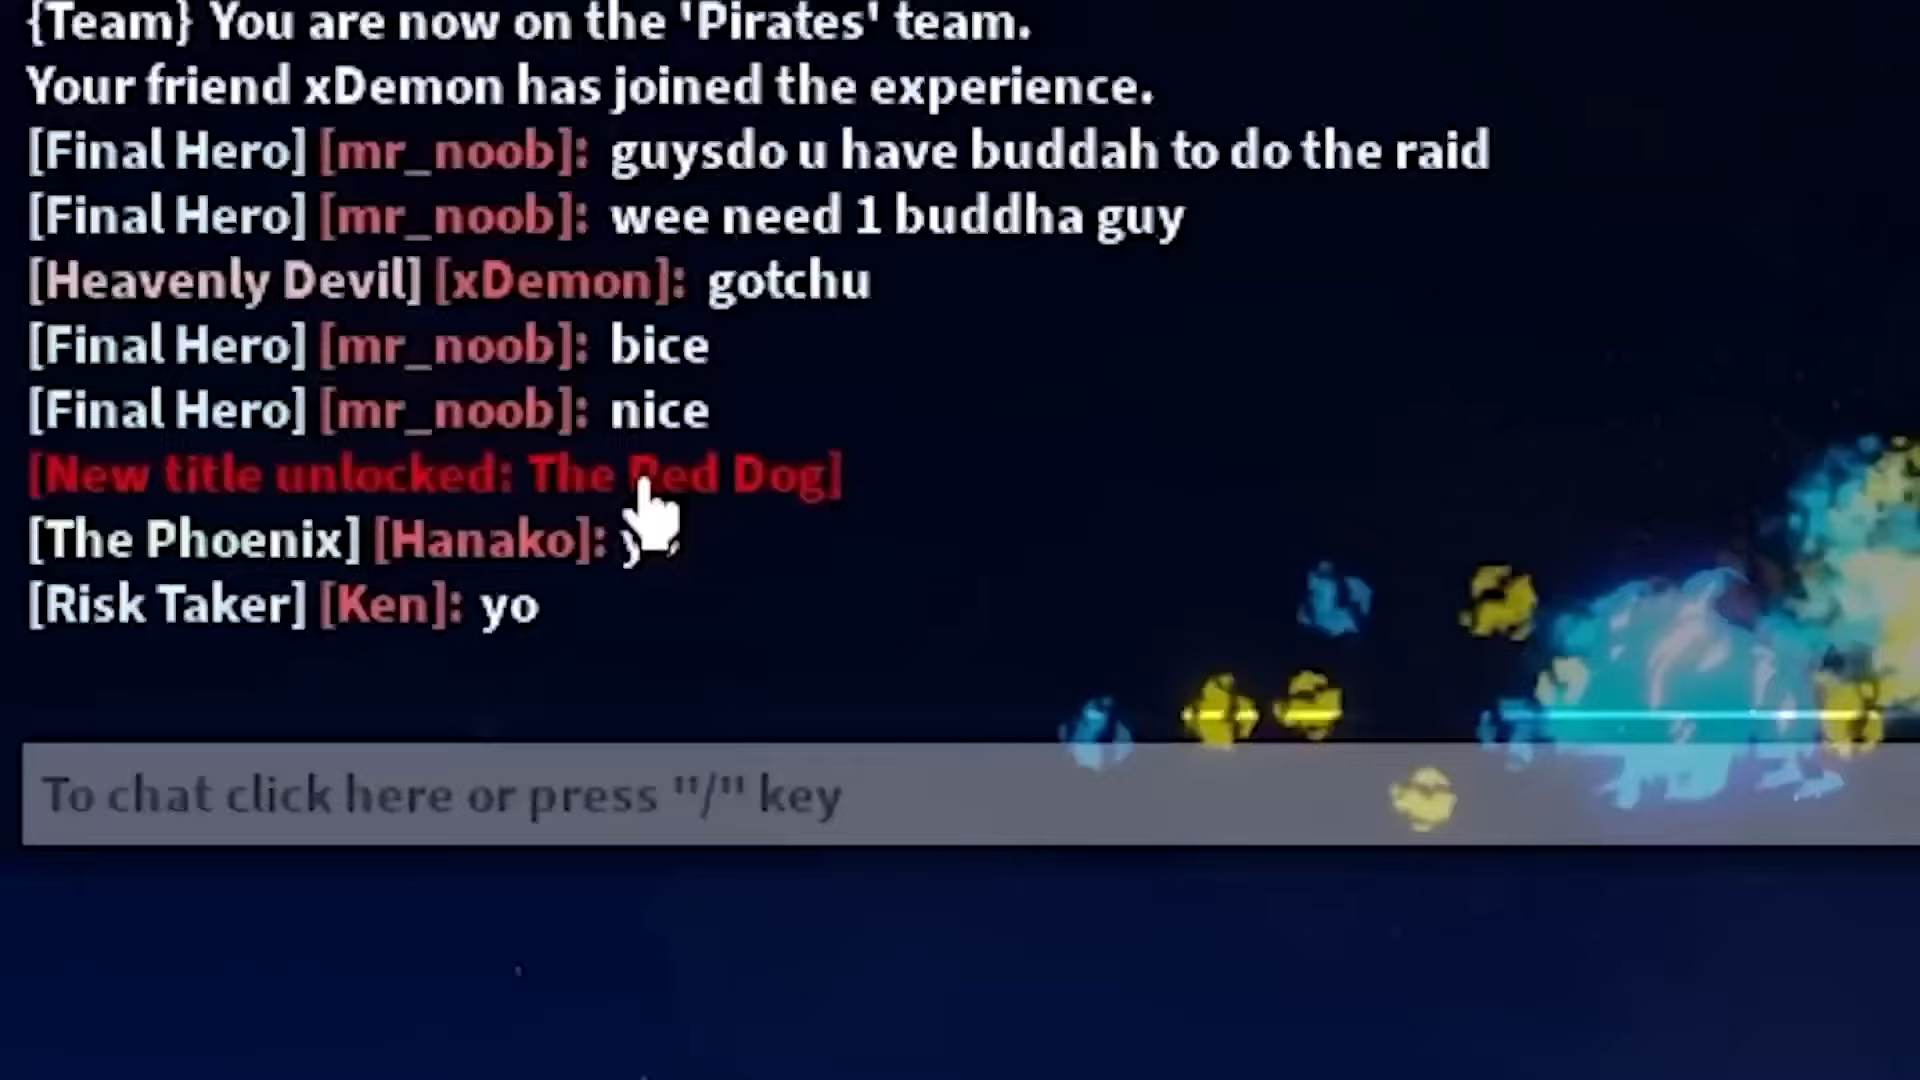 {Team} You are now on the 'Pirates' team.
Your friend xDemon has joined the experience.
[Final Hero] [mr_noob]: guysdo u have buddah to do the raid
[Final Hero] [mr_noob]: wee need 1 buddha guy
[Heavenly Devil] [xDemon]: gotchu
[Final Hero] [mr_noob]: bice
[Final Hero] [mr_noob]: nice
[New title unlocked: The Red Dog]
[The Phoenix] [Hanako]:
[Risk Taker] [Ken]: yo
To chat click here or press "/" key